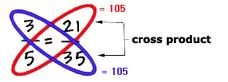 = 105
3 = 21
5 35
cross product
= 105